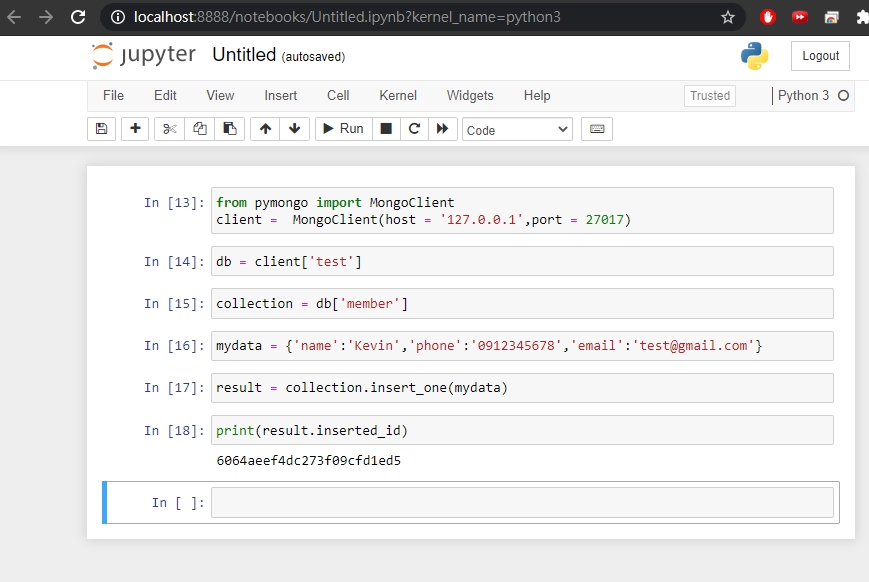 localhost:8888/notebooks/Untitled.ipynb?kernel_name=python3
jupyter Untitled (autosaved)
Logout
File Edit View Insert Cell Kernel Widgets Help
Trusted
Python 3
Run
Code
In [13]: from pymongo import MongoClient
client =  MongoClient(host = '127.0.0.1',port = 27017)
In [14]: db = client['test']
In [15]: collection = db['member']
In [16]: mydata = {'name':'Kevin','phone':'0912345678','email':'test@gmail.com'}
In [17]: result = collection.insert_one(mydata)
In [18]: print(result.inserted_id)
6064aeef4dc273f09cfd1ed5
In [ ]: